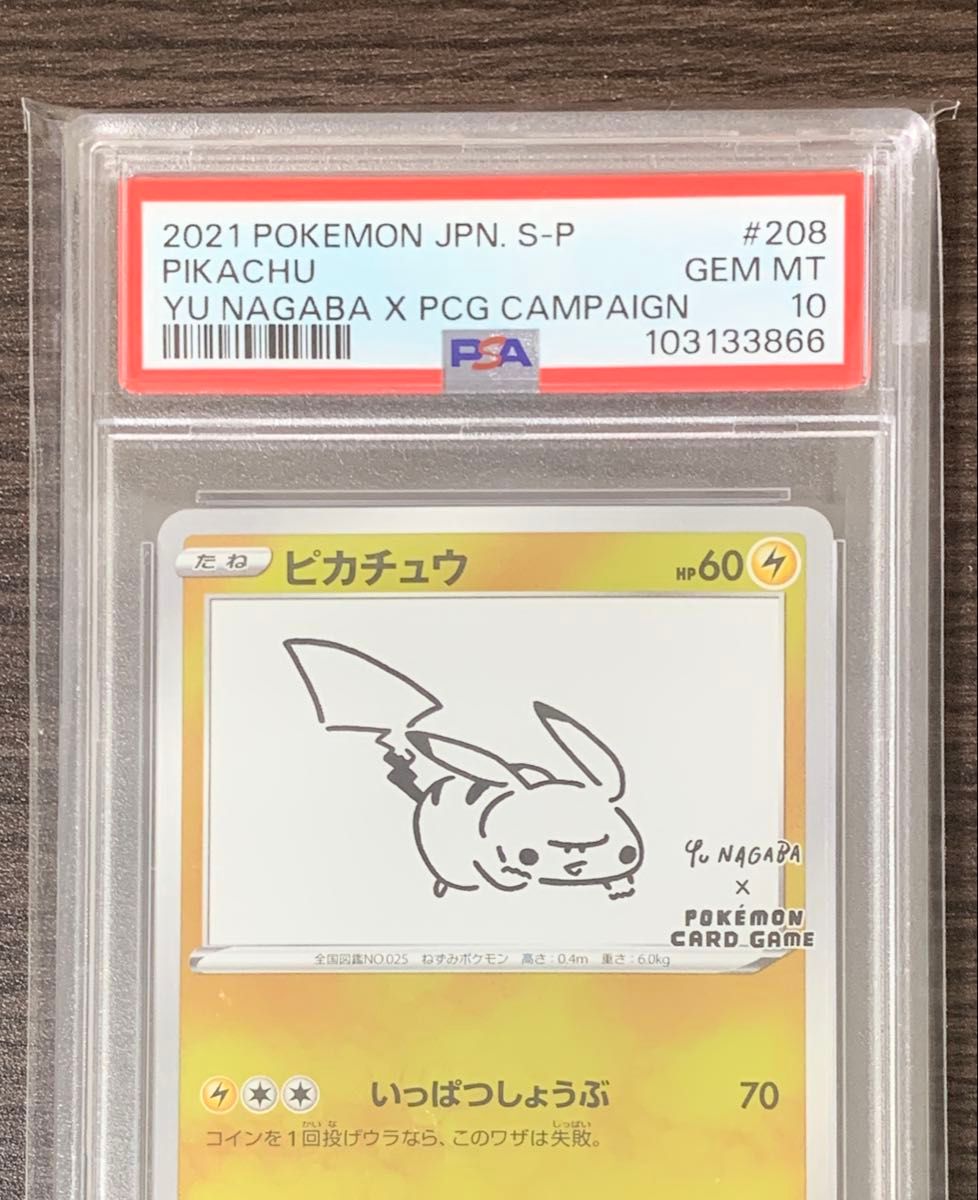 2021 POKEMON JPN. S-P #208
PIKACHU GEM MT
YU NAGABA X PCG CAMPAIGN 10
PSA 103133866
たね ピカチュウ HP60
YU NAGABA
X
POKÉMON
CARD GAME
全国図鑑NO.025 ねずみポケモン 高さ:0.4m 重さ:6.0kg
いっぱつしょうぶ 70
コインを1回投げウラなら、このワザは失敗。